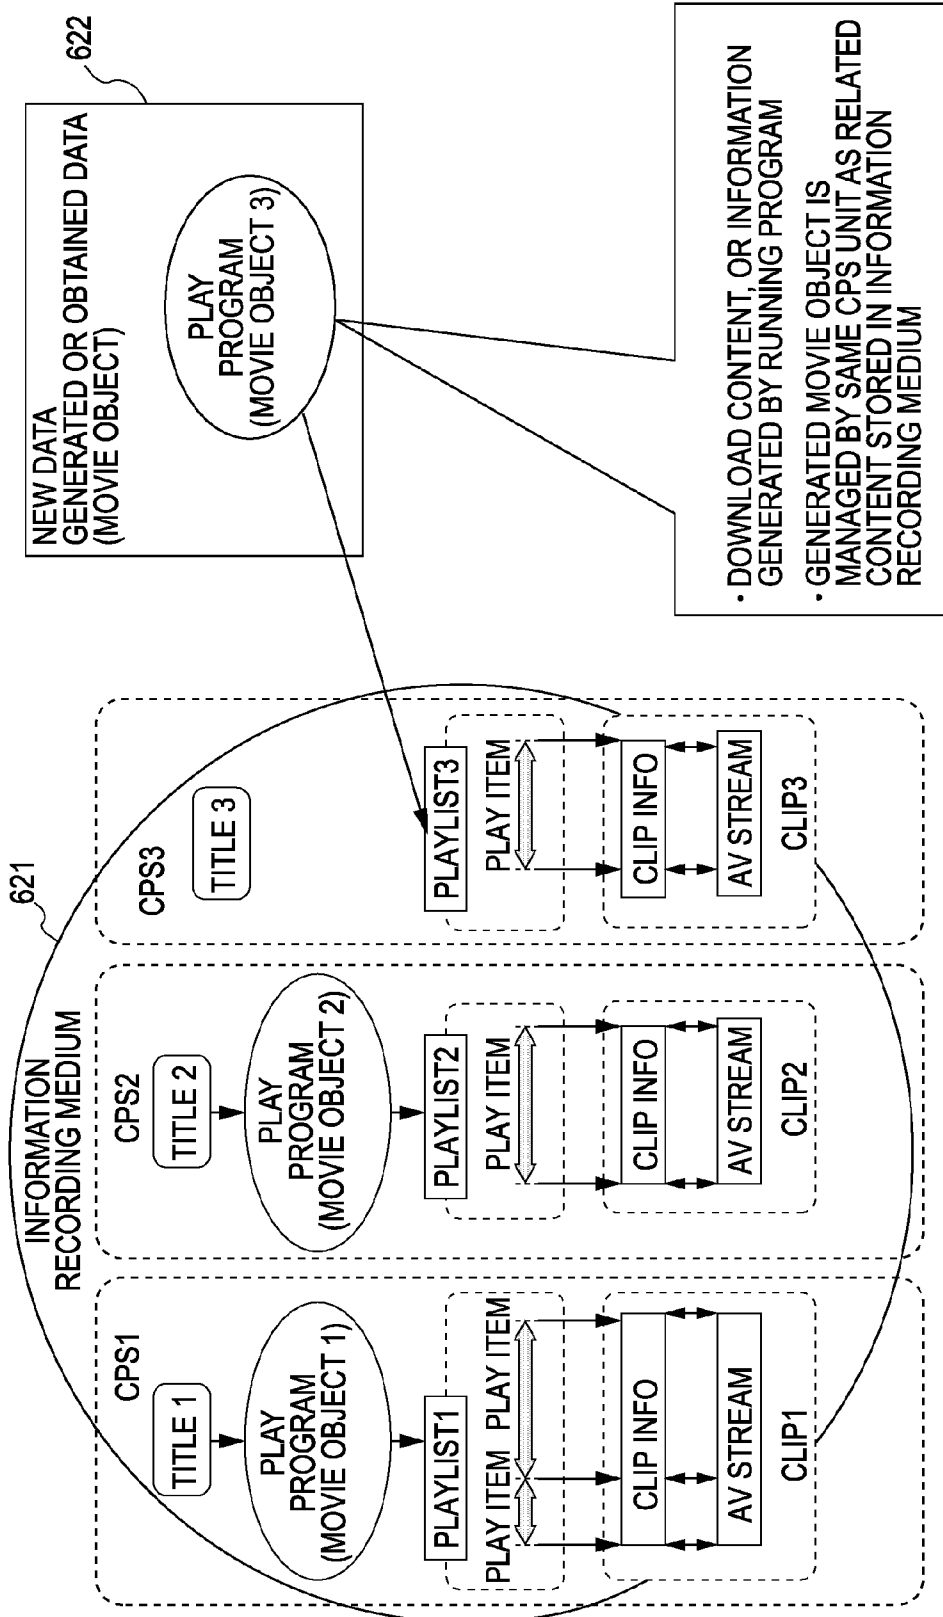 621
INFORMATION
RECORDING MEDIUM
CPS1
TITLE 1
PLAY
PROGRAM
(MOVIE OBJECT 1)
PLAYLIST1
PLAY ITEM
PLAY ITEM
CLIP INFO
AV STREAM
CLIP1
CPS2
TITLE 2
PLAY
PROGRAM
(MOVIE OBJECT 2)
PLAYLIST2
PLAY ITEM
CLIP INFO
AV STREAM
CLIP2
CPS3
TITLE 3
PLAYLIST3
PLAY ITEM
CLIP INFO
AV STREAM
CLIP3
622
NEW DATA
GENERATED OR OBTAINED DATA
(MOVIE OBJECT)
PLAY
PROGRAM
(MOVIE OBJECT 3)
· DOWNLOAD CONTENT, OR INFORMATION
GENERATED BY RUNNING PROGRAM
· GENERATED MOVIE OBJECT IS
MANAGED BY SAME CPS UNIT AS RELATED
CONTENT STORED IN INFORMATION
RECORDING MEDIUM